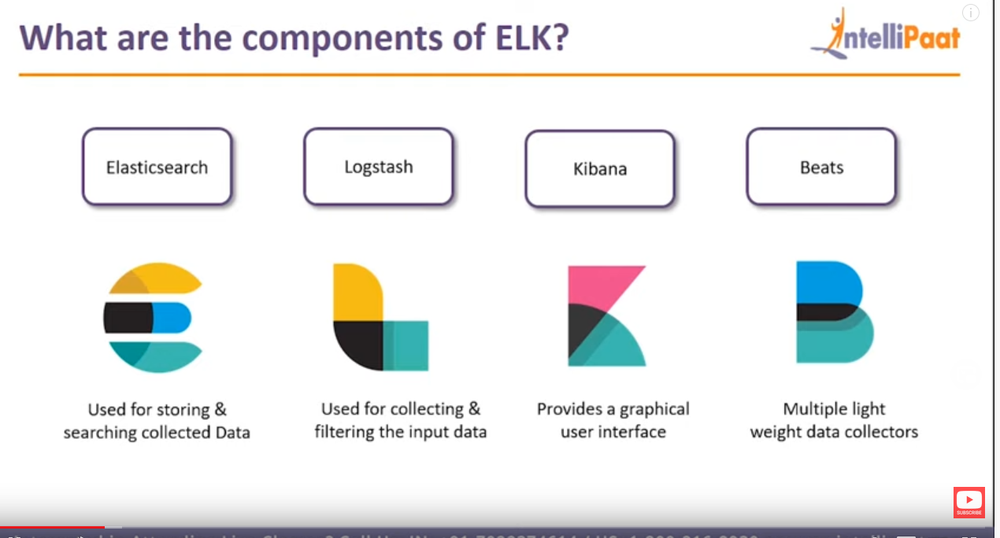 What are the components of ELK?
IntelliPaat
Elasticsearch
Logstash
Kibana
Beats
Used for storing &
searching collected Data
Used for collecting &
filtering the input data
Provides a graphical
user interface
Multiple light
weight data collectors
SUBSCRIBE